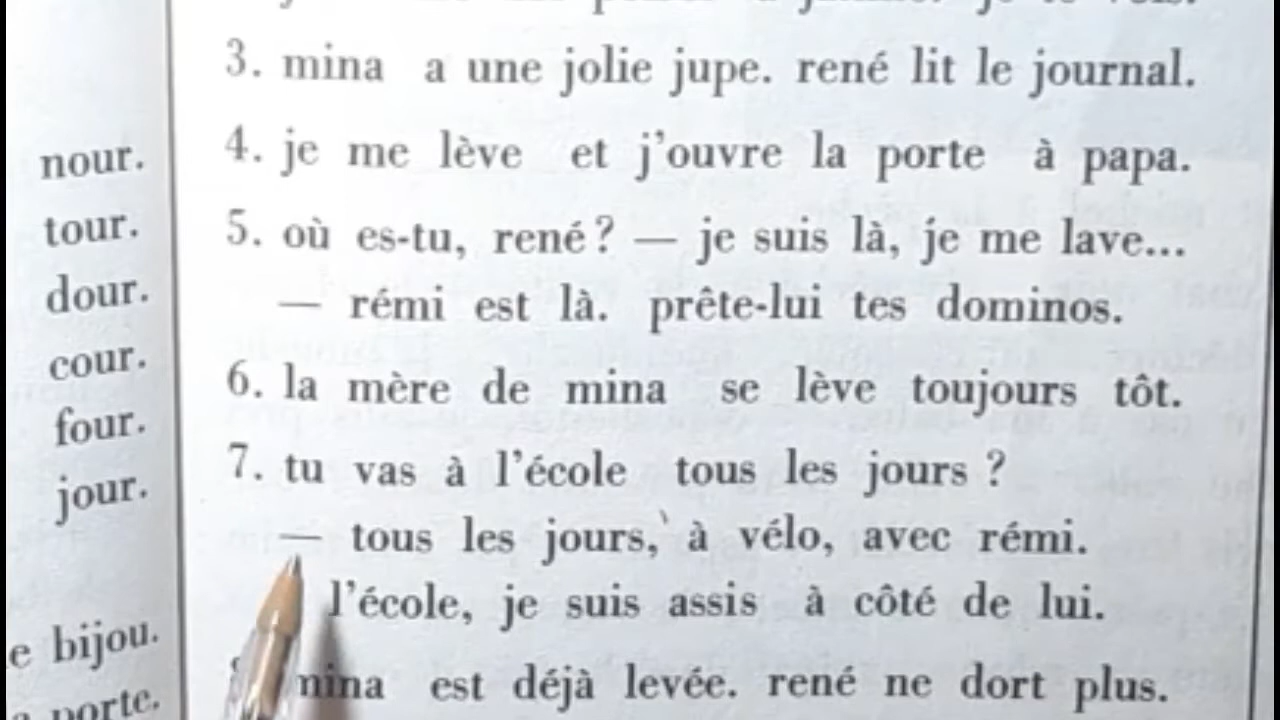 3. mina a une jolie jupe. rené lit le journal.
4. je me lève et j'ouvre la porte à papa.
5. où es-tu, rené ? — je suis là, je me lave...
— rémi est là. prête-lui tes dominos.
6. la mère de mina se lève toujours tôt.
7. tu vas à l'école tous les jours ?
— tous les jours, à vélo, avec rémi.
l'école, je suis assis à côté de lui.
mina est déjà levée. rené ne dort plus.
nour.
tour.
dour.
cour.
four.
jour.
e bijou.
porte.